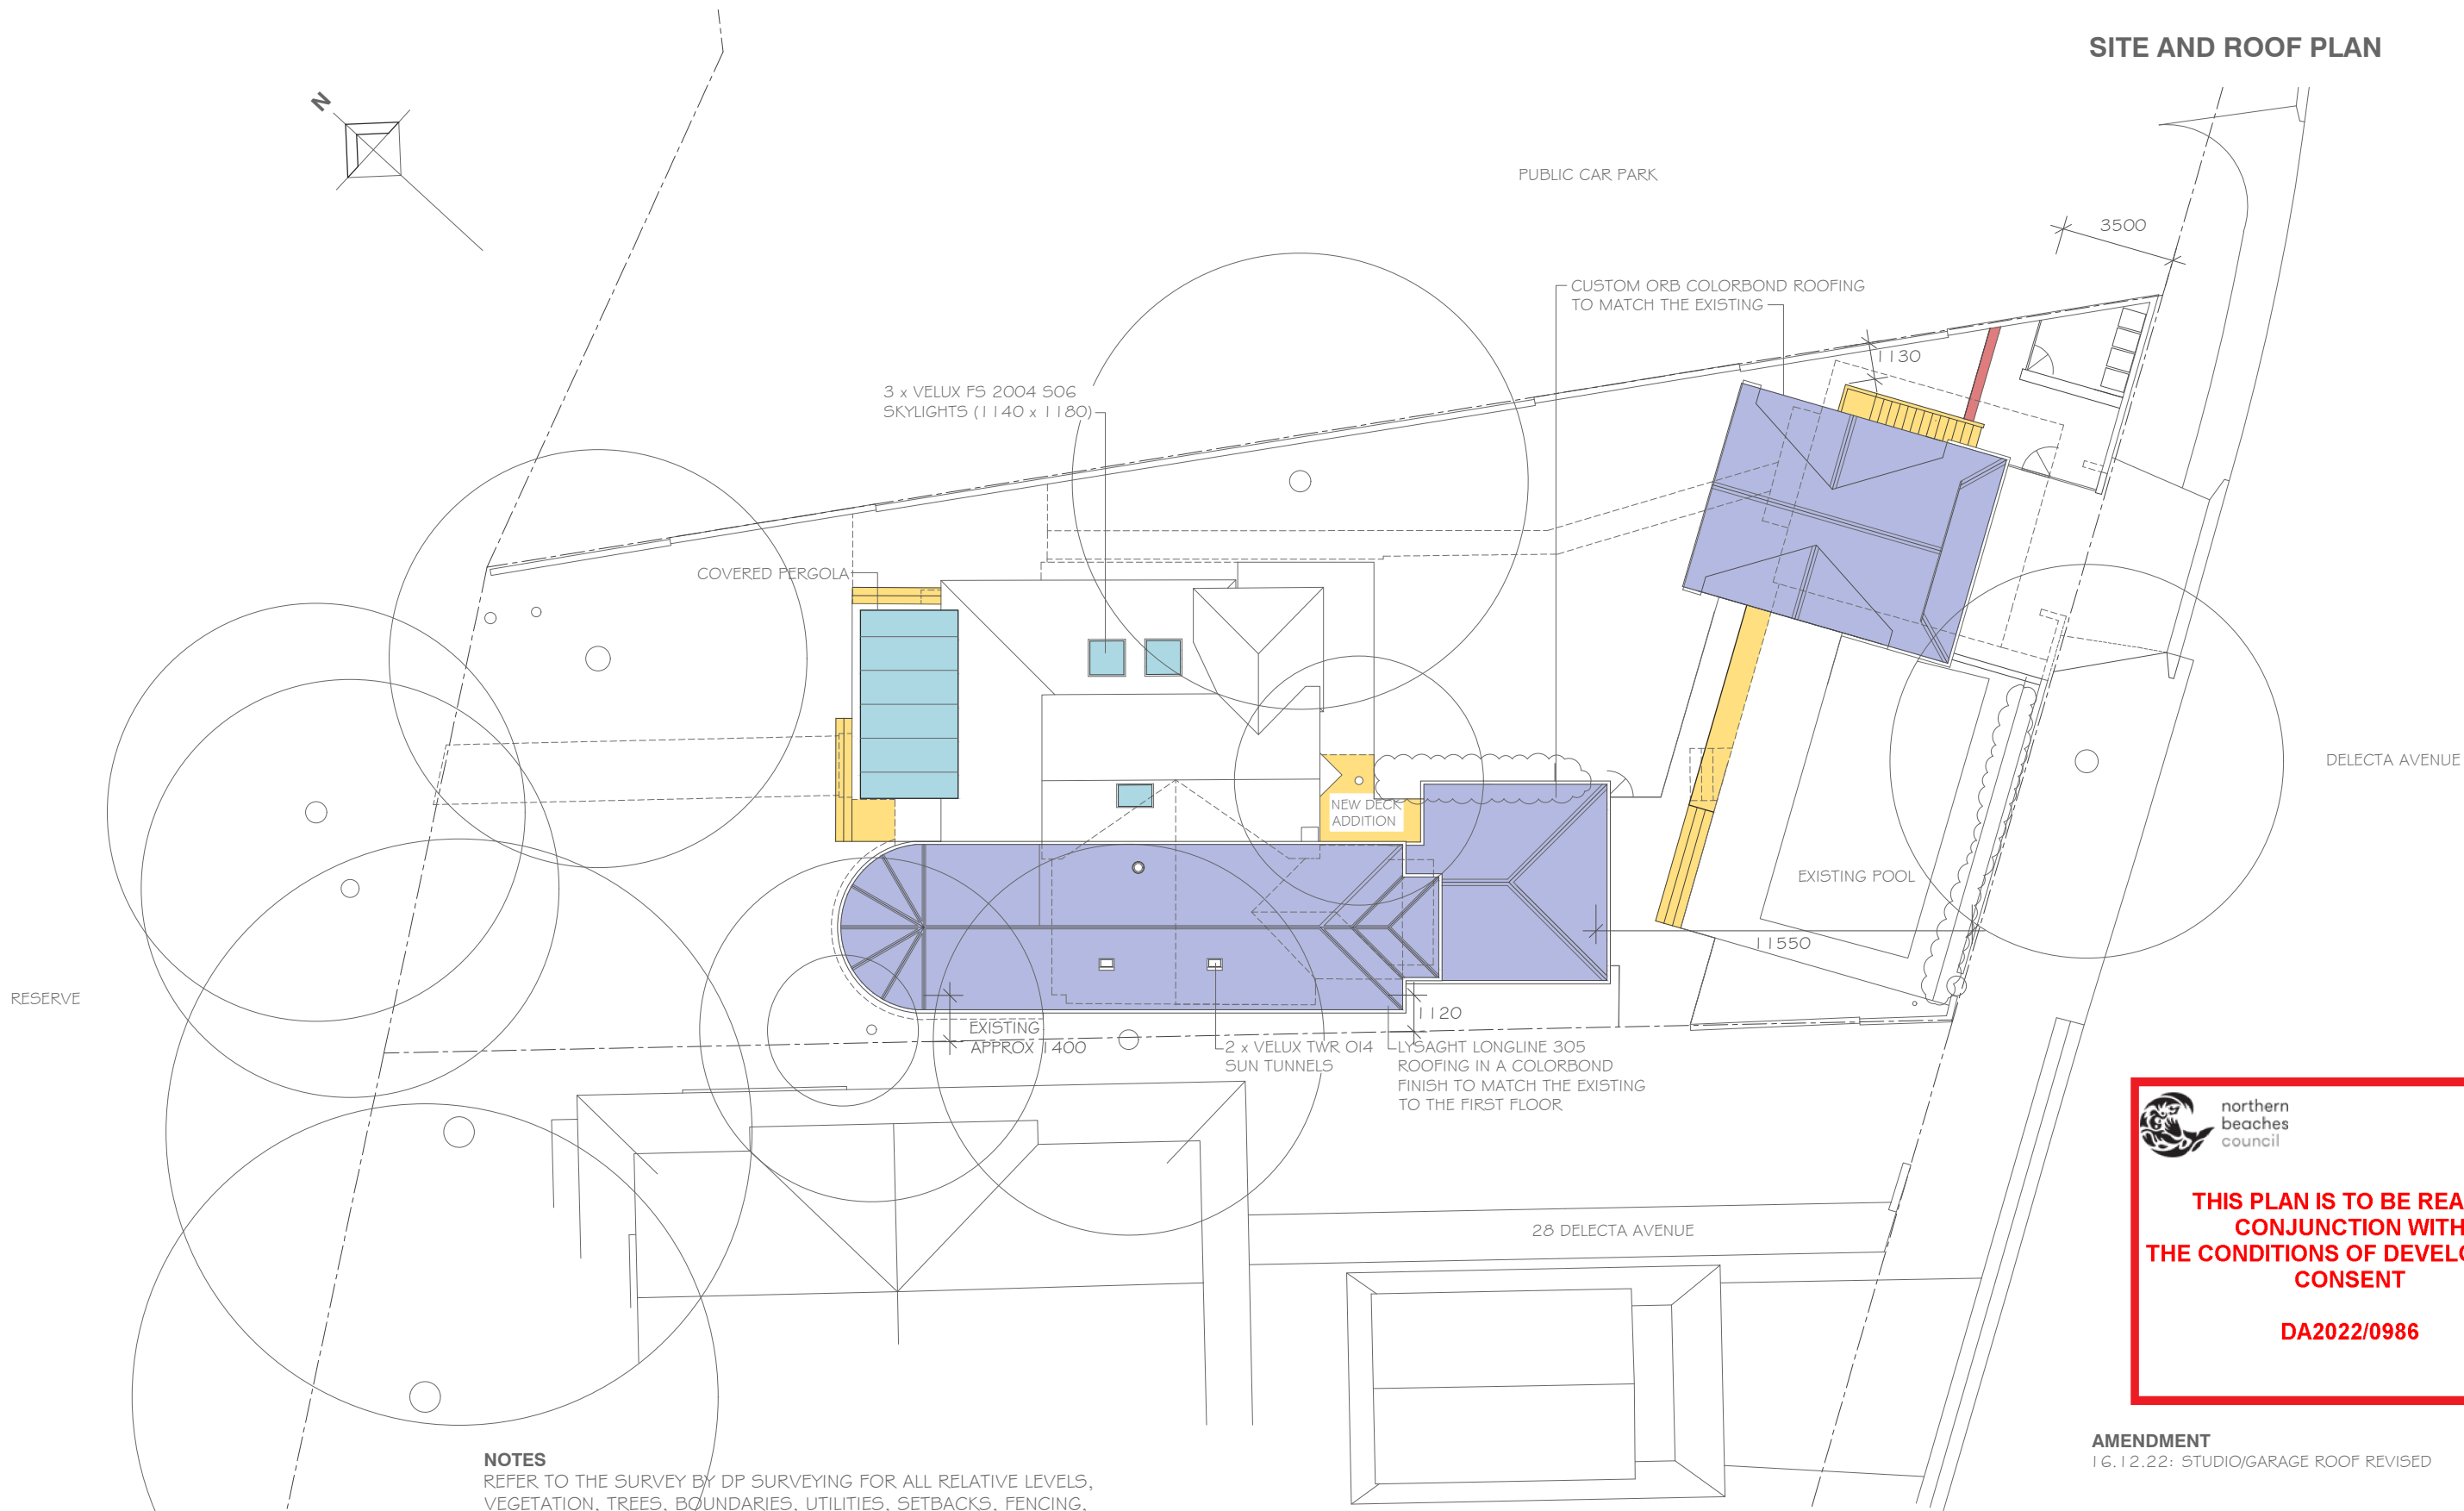 SITE AND ROOF PLAN
N
PUBLIC CAR PARK
3500
CUSTOM ORB COLORBOND ROOFING
TO MATCH THE EXISTING
1130
3 x VELUX FS 2004 S06
SKYLIGHTS (1140 x 1180)
COVERED PERGOLA
DELECTA AVENUE
NEW DECK
ADDITION
EXISTING POOL
11550
RESERVE
1120
EXISTING
APPROX 1400
2 x VELUX TWR 014
SUN TUNNELS
LYSAGHT LONGLINE 305
ROOFING IN A COLORBOND
FINISH TO MATCH THE EXISTING
TO THE FIRST FLOOR
28 DELECTA AVENUE
northern
beaches
council
THIS PLAN IS TO BE REA
CONJUNCTION WITH
THE CONDITIONS OF DEVELO
CONSENT
DA2022/0986
AMENDMENT
16.12.22: STUDIO/GARAGE ROOF REVISED
NOTES
REFER TO THE SURVEY BY DP SURVEYING FOR ALL RELATIVE LEVELS,
VEGETATION, TREES, BOUNDARIES, UTILITIES, SETBACKS, FENCING,